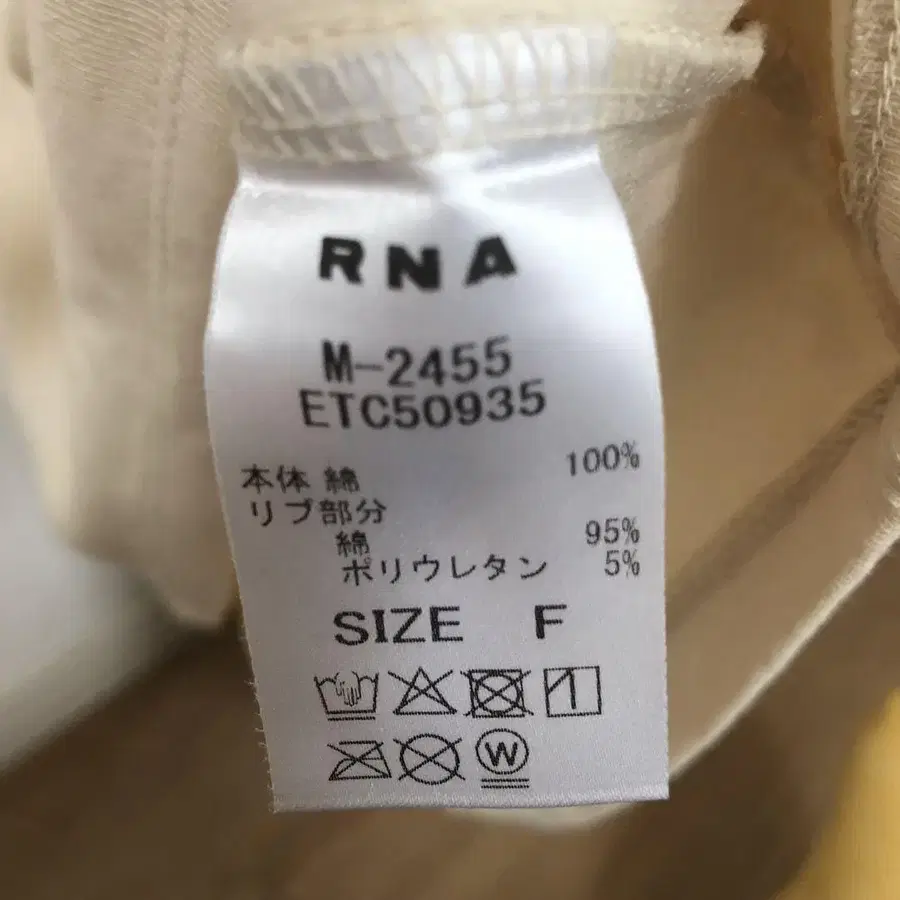 RNA
M-2455
ETC50935
本体 綿 100%
リブ部分
綿 95%
ポリウレタン 5%
SIZE F
W